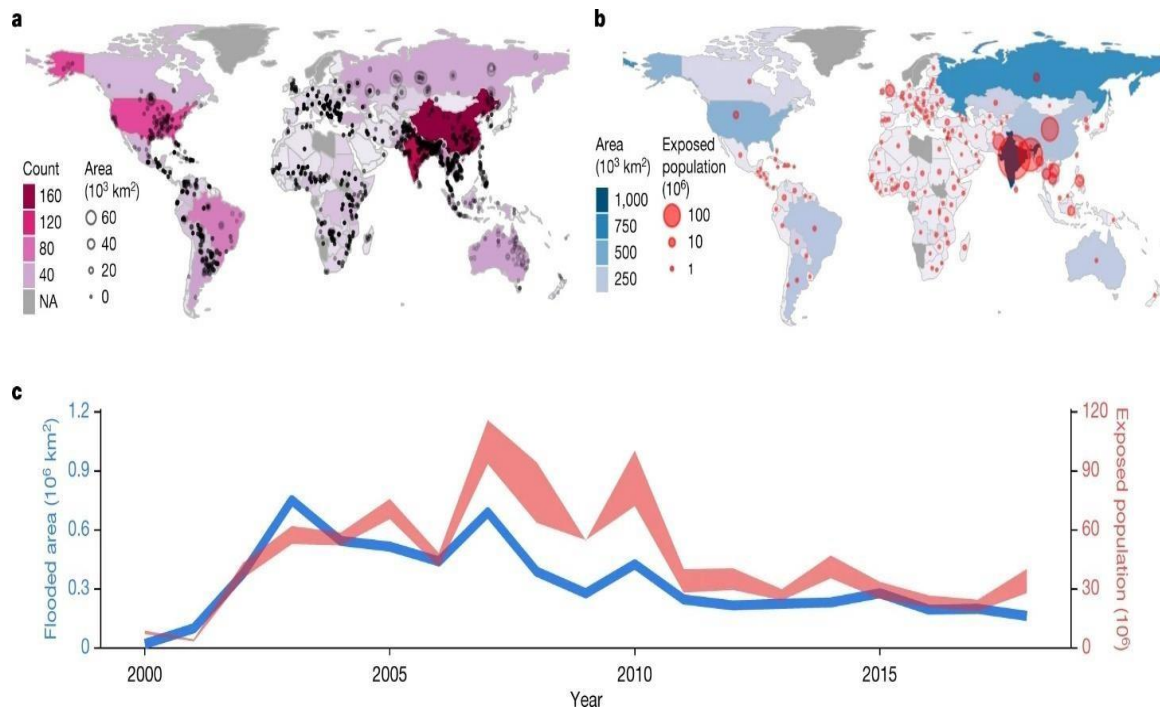 a
Count
160
120
80
40
NA
Area
(10³ km²)
60
40
20
0
b
Area
(10³ km²)
1,000
750
500
250
Exposed
population
(10⁶)
100
10
1
c
Flooded area (10⁶ km²)
1.2
0.9
0.6
0.3
0
120
90
60
30
0
Exposed population (10⁶)
2000
2005
2010
2015
Year